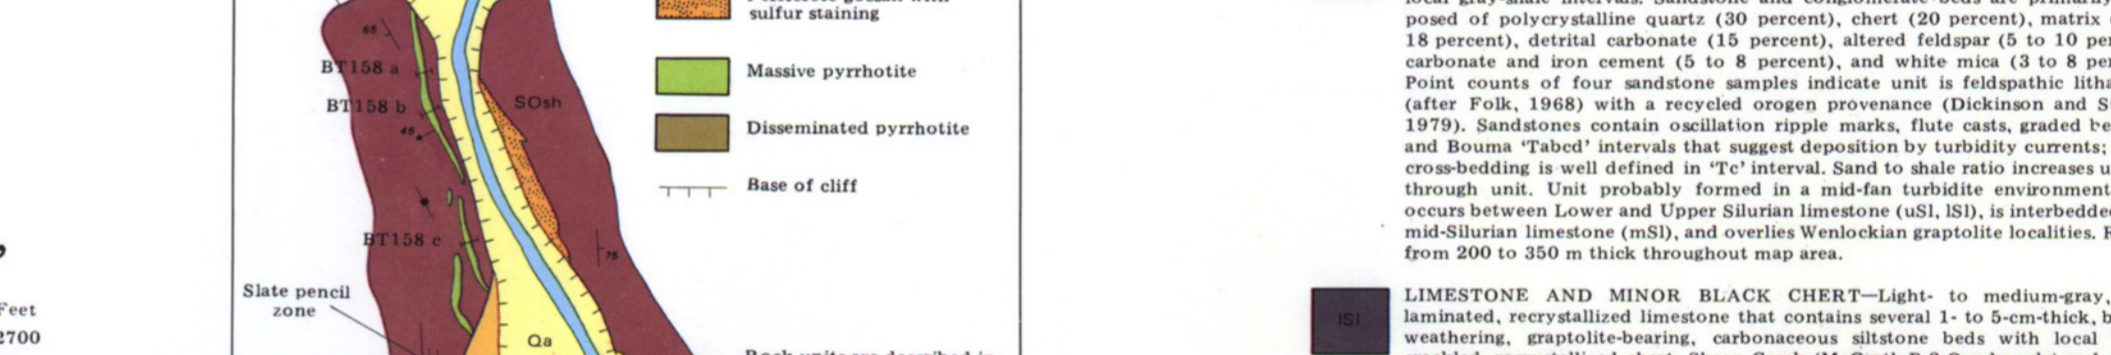 sulfur staining
65
BT158 a
Massive pyrrhotite
BT158 b
SOsh
45
Disseminated pyrrhotite
Base of cliff
BT158 c
75
Slate pencil
zone
Qa
Feet
2700
posed of polycrystalline quartz (30 percent), chert (20 percent), matrix
18 percent), detrital carbonate (15 percent), altered feldspar (5 to 10
carbonate and iron cement (5 to 8 percent), and white mica (3 to 8
Point counts of four sandstone samples indicate unit is feldspathic
(after Folk, 1968) with a recycled orogen provenance (Dickinson and
1979). Sandstones contain oscillation ripple marks, flute casts, graded
and Bouma ‘Tabcd’ intervals that suggest deposition by turbidity currents;
cross-bedding is well defined in ‘Tc’ interval. Sand to shale ratio increases
through unit. Unit probably formed in a mid-fan turbidite environment
occurs between Lower and Upper Silurian limestone (uSl, lSl), is
mid-Silurian limestone (mSl), and overlies Wenlockian graptolite localities.
from 200 to 350 m thick throughout map area.
lSl
LIMESTONE AND MINOR BLACK CHERT—Light- to medium-gray,
laminated, recrystallized limestone that contains several 1- to 5-cm-thick,
weathering, graptolite-bearing, carbonaceous siltstone beds with local